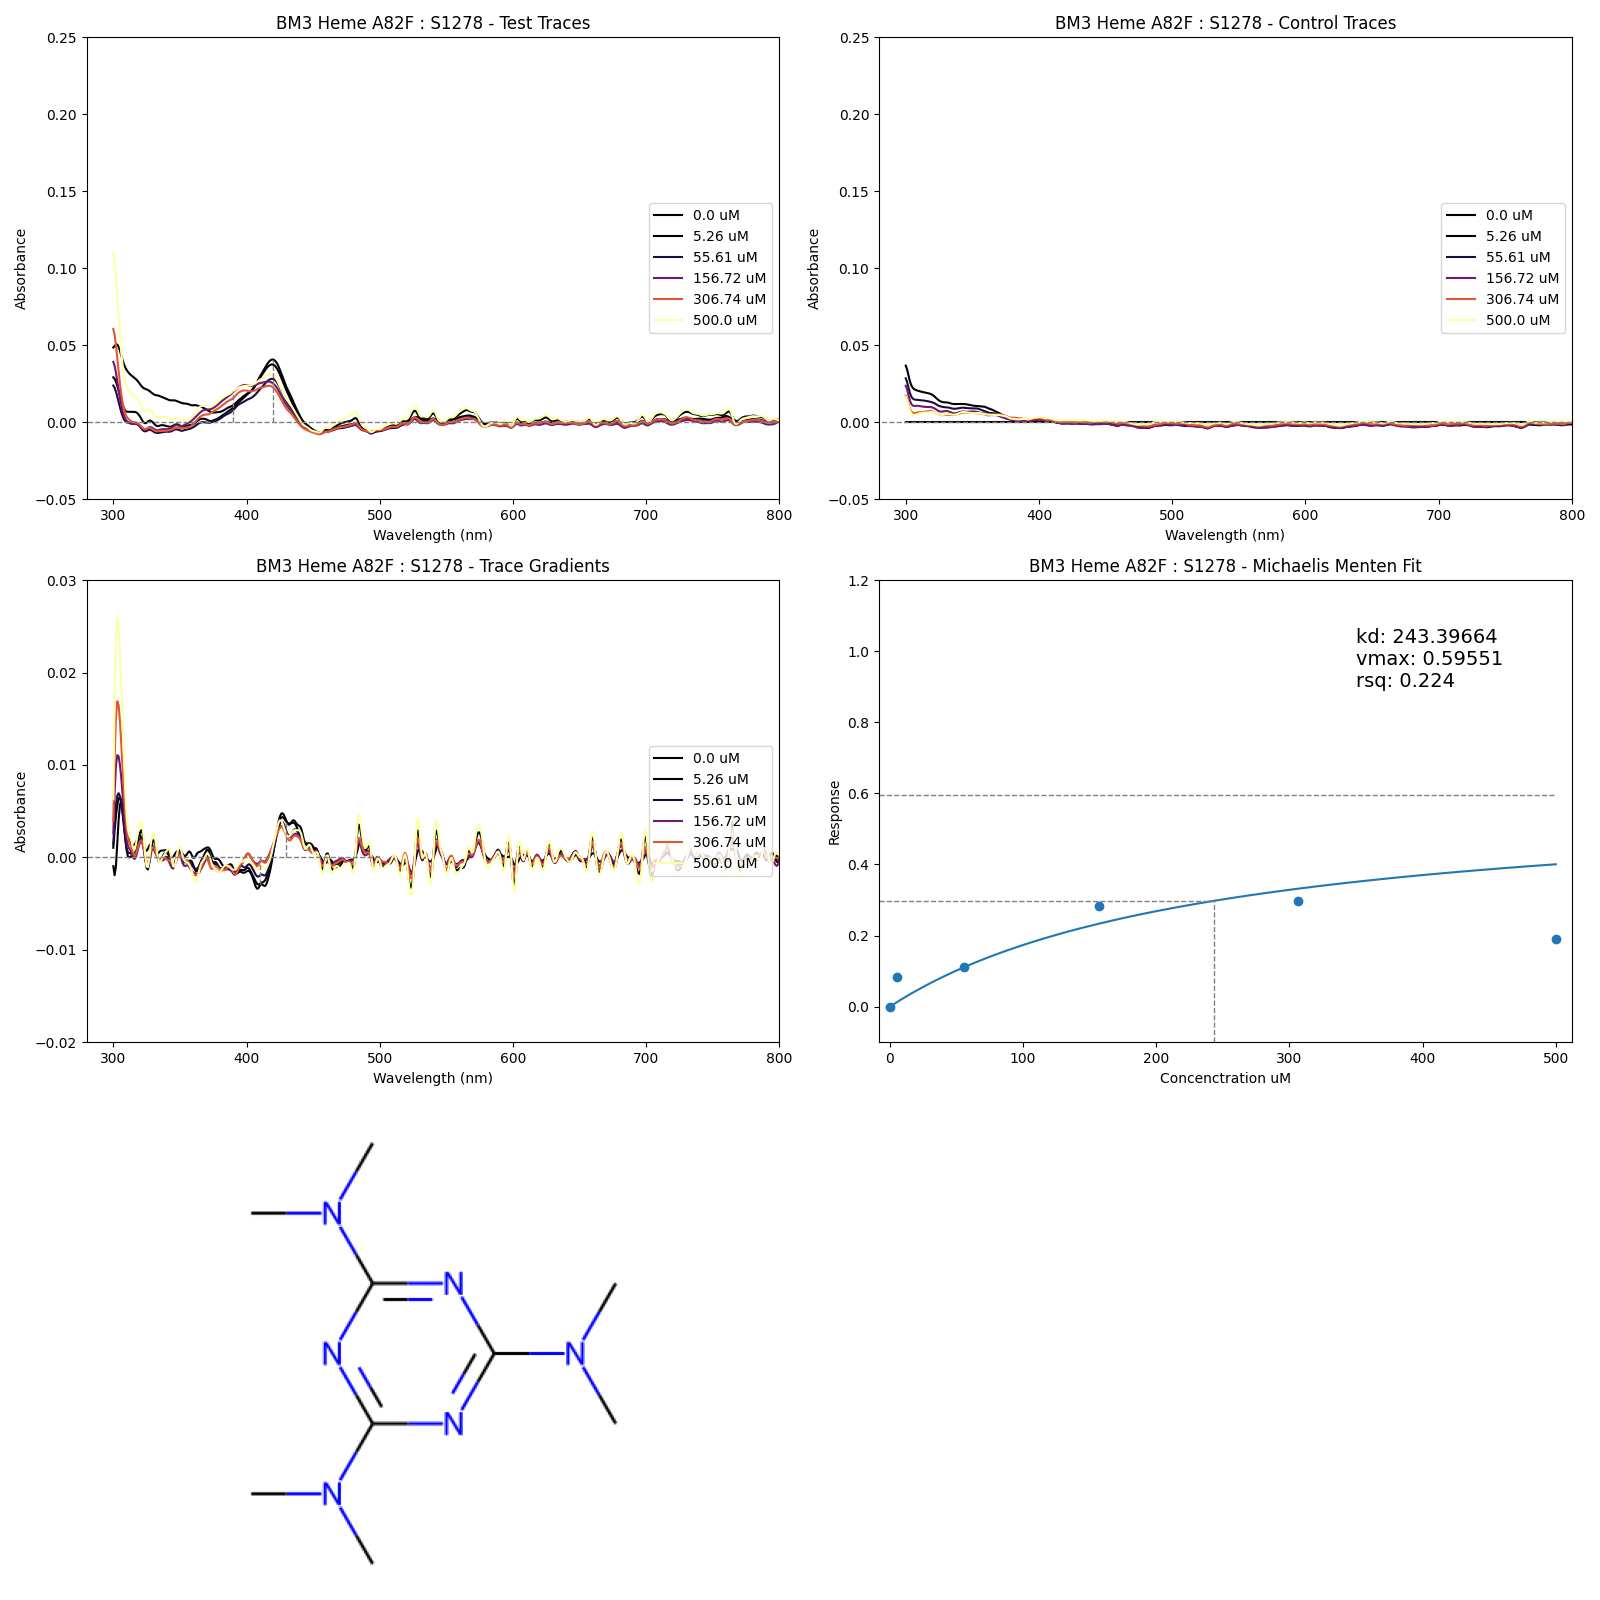 BM3 Heme A82F : S1278 - Test Traces
0.25
0.20
0.15
0.10
0.05
0.00
−0.05
Absorbance
300 400 500 600 700 800
Wavelength (nm)
0.0 uM
5.26 uM
55.61 uM
156.72 uM
306.74 uM
500.0 uM
BM3 Heme A82F : S1278 - Control Traces
0.25
0.20
0.15
0.10
0.05
0.00
−0.05
Absorbance
300 400 500 600 700 800
Wavelength (nm)
0.0 uM
5.26 uM
55.61 uM
156.72 uM
306.74 uM
500.0 uM
BM3 Heme A82F : S1278 - Trace Gradients
0.03
0.02
0.01
0.00
−0.01
−0.02
Absorbance
300 400 500 600 700 800
Wavelength (nm)
0.0 uM
5.26 uM
55.61 uM
156.72 uM
306.74 uM
500.0 uM
BM3 Heme A82F : S1278 - Michaelis Menten Fit
1.2
1.0
0.8
0.6
0.4
0.2
0.0
Response
kd: 243.39664
vmax: 0.59551
rsq: 0.224
0 100 200 300 400 500
Concenctration uM
N
N
N
N
N
N